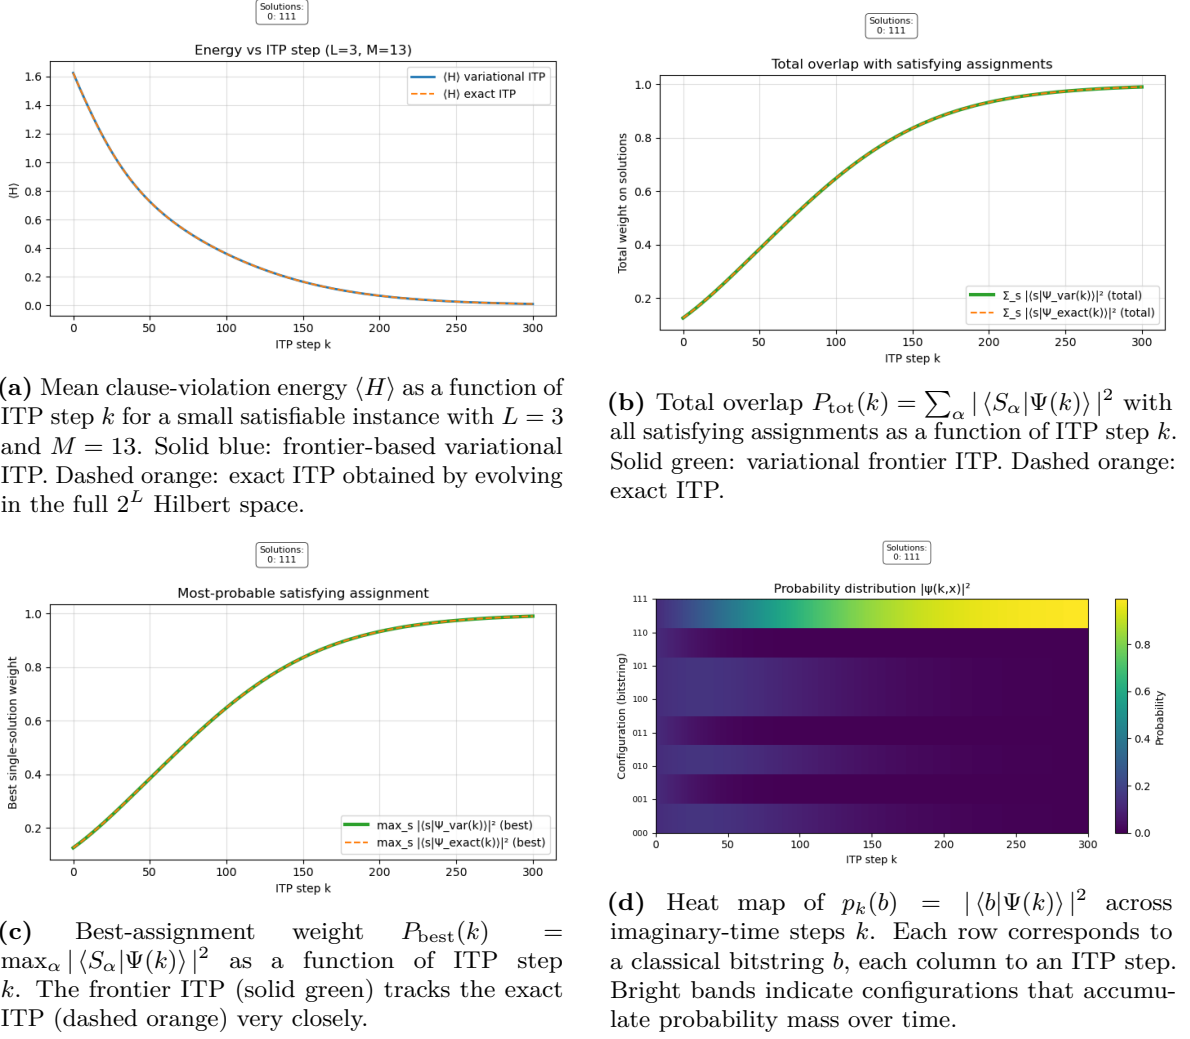 Solutions:
0: 111
Energy vs ITP step (L=3, M=13)
⟨H⟩ variational ITP
⟨H⟩ exact ITP
1.6
1.4
1.2
1.0
0.8
0.6
0.4
0.2
0.0
⟨H⟩
0 50 100 150 200 250 300
ITP step k
(a) Mean clause-violation energy ⟨H⟩ as a function of
ITP step k for a small satisfiable instance with L = 3
and M = 13. Solid blue: frontier-based variational
ITP. Dashed orange: exact ITP obtained by evolving
in the full 2^L Hilbert space.
Solutions:
0: 111
Total overlap with satisfying assignments
1.0
0.8
0.6
0.4
0.2
Total weight on solutions
Σ_s |⟨s|Ψ_var(k)⟩|² (total)
Σ_s |⟨s|Ψ_exact(k)⟩|² (total)
0 50 100 150 200 250 300
ITP step k
(b) Total overlap P_tot(k) = ∑_α |⟨S_α|Ψ(k)⟩|² with
all satisfying assignments as a function of ITP step k.
Solid green: variational frontier ITP. Dashed orange:
exact ITP.
Solutions:
0: 111
Most-probable satisfying assignment
1.0
0.8
0.6
0.4
0.2
Best single-solution weight
max_s |⟨s|Ψ_var(k)⟩|² (best)
max_s |⟨s|Ψ_exact(k)⟩|² (best)
0 50 100 150 200 250 300
ITP step k
(c) Best-assignment weight P_best(k) =
max_α |⟨S_α|Ψ(k)⟩|² as a function of ITP step
k. The frontier ITP (solid green) tracks the exact
ITP (dashed orange) very closely.
Solutions:
0: 111
Probability distribution |ψ(k,x)|²
111
110
101
100
011
010
001
000
Configuration (bitstring)
0 50 100 150 200 250 300
ITP step k
0.8
0.6
0.4
0.2
0.0
Probability
(d) Heat map of p_k(b) = |⟨b|Ψ(k)⟩|² across
imaginary-time steps k. Each row corresponds to
a classical bitstring b, each column to an ITP step.
Bright bands indicate configurations that accumu-
late probability mass over time.